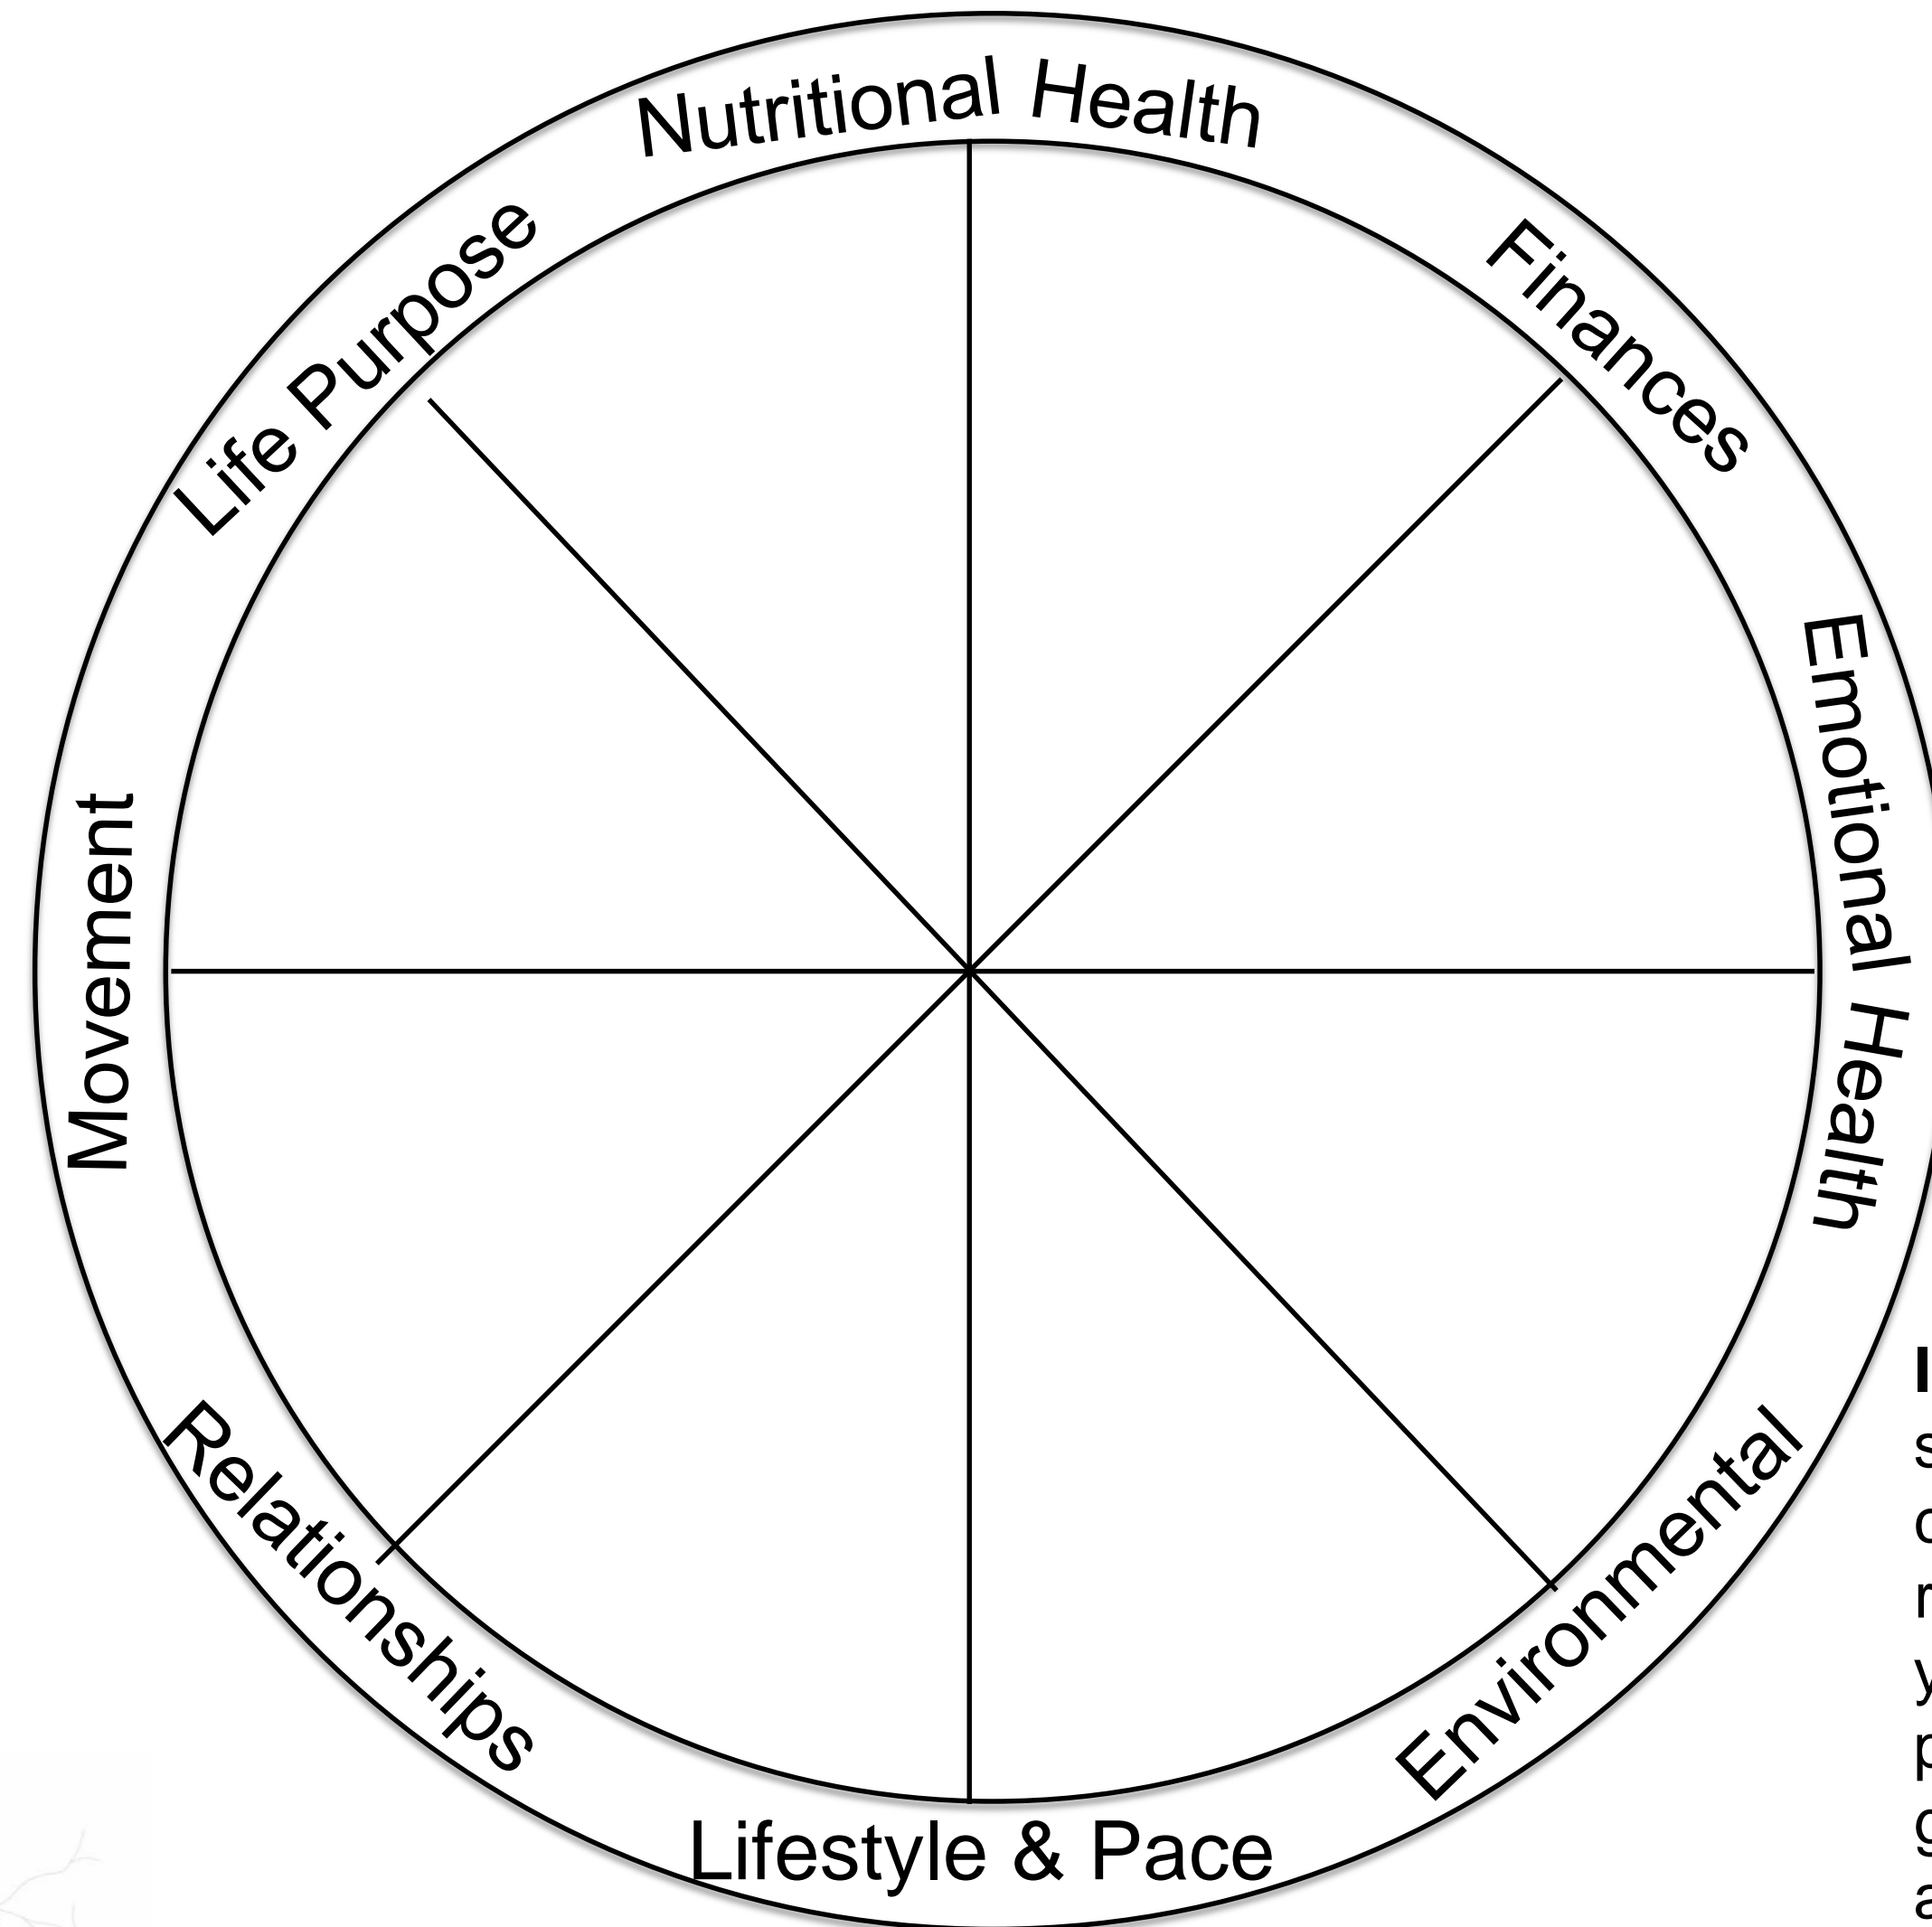 Nutritional Health
Finances
Emotional Health
Environmental
Lifestyle & Pace
Relationships
Movement
Life Purpose